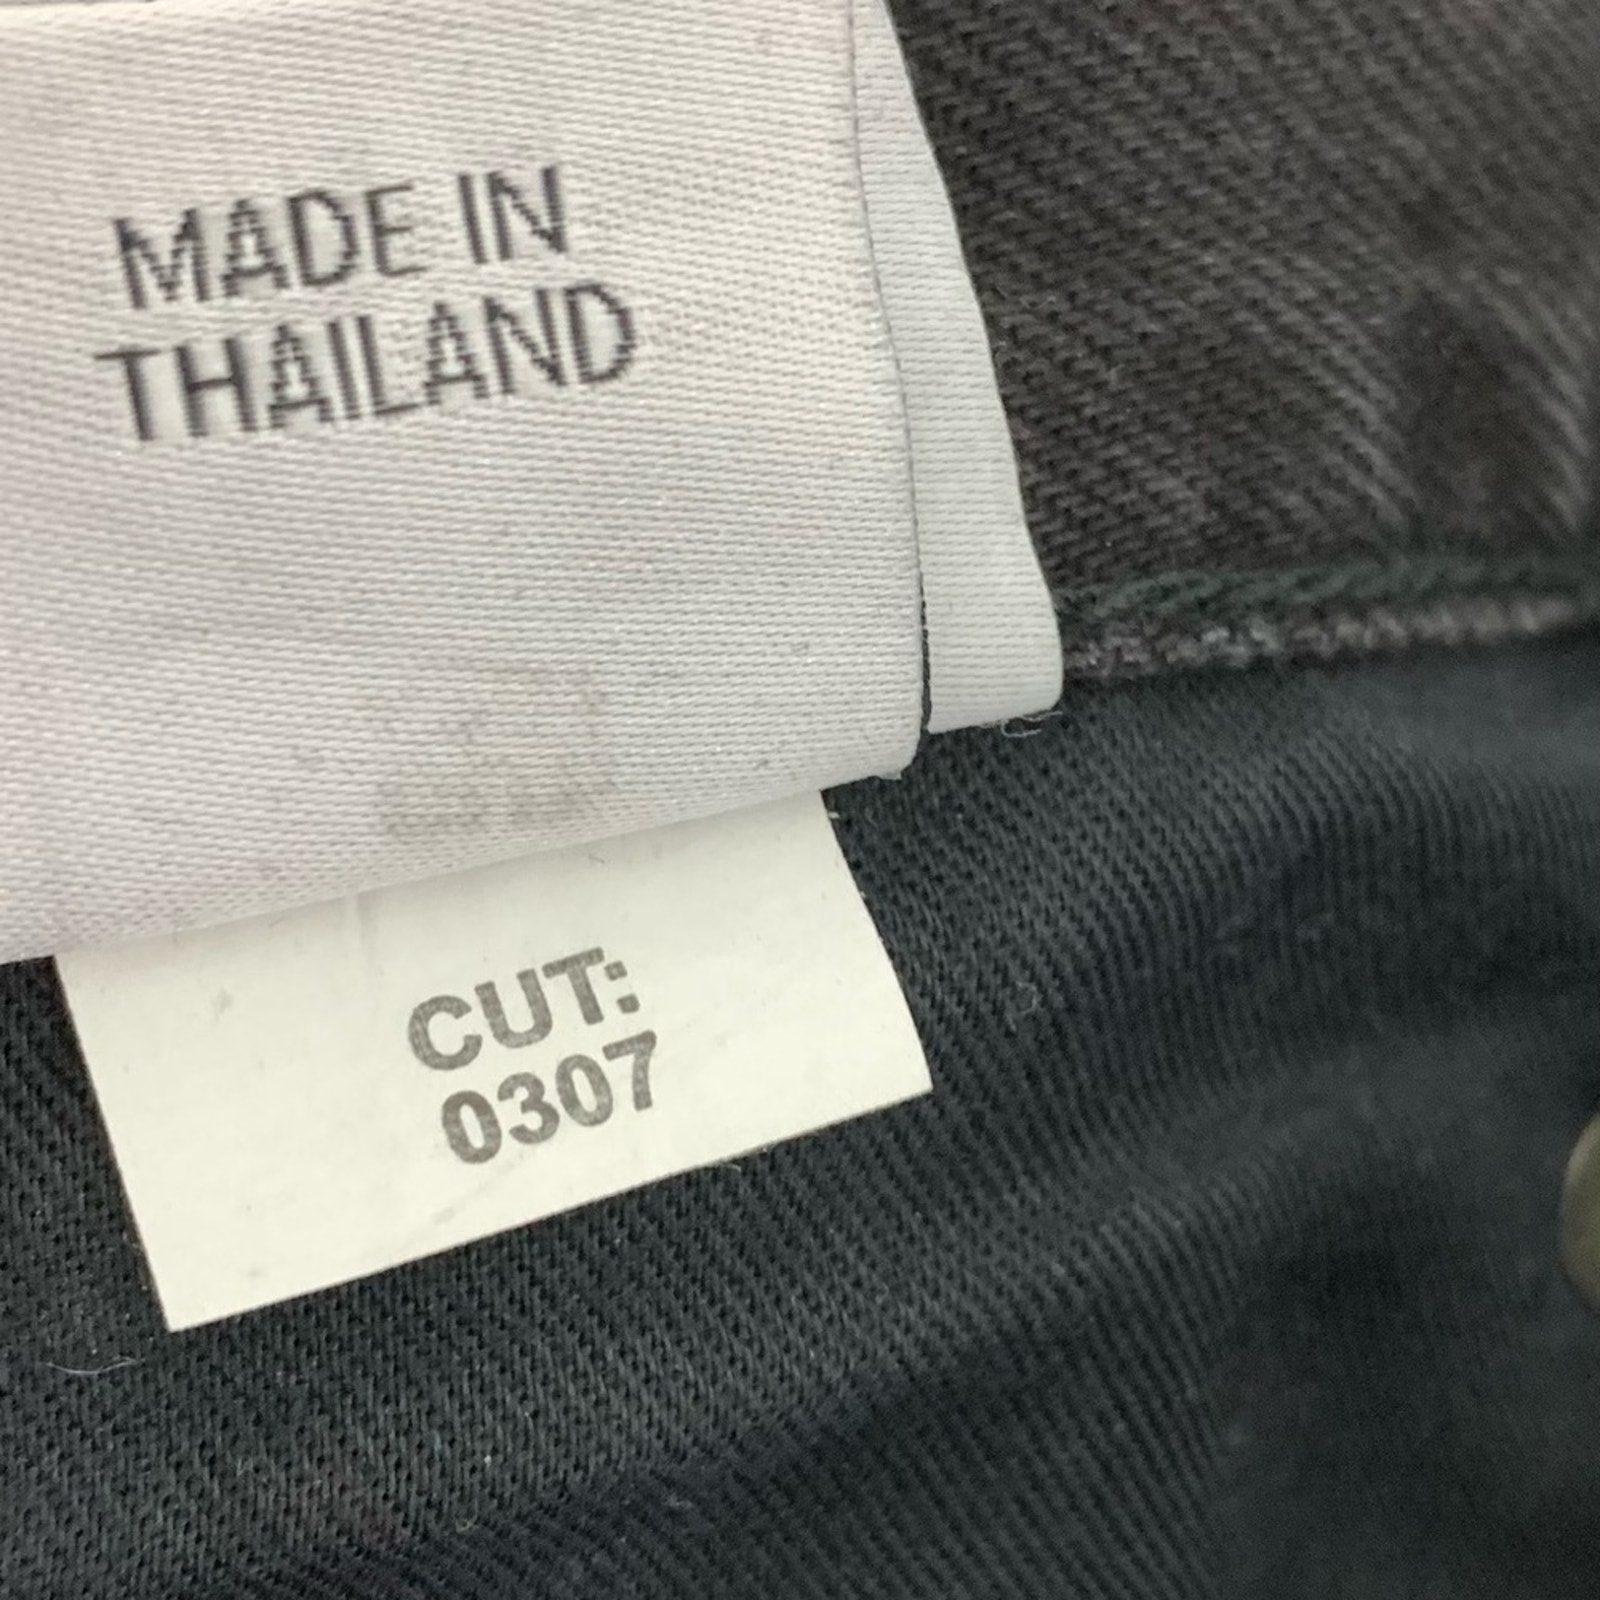 MADE IN
THAILAND
CUT:
0307